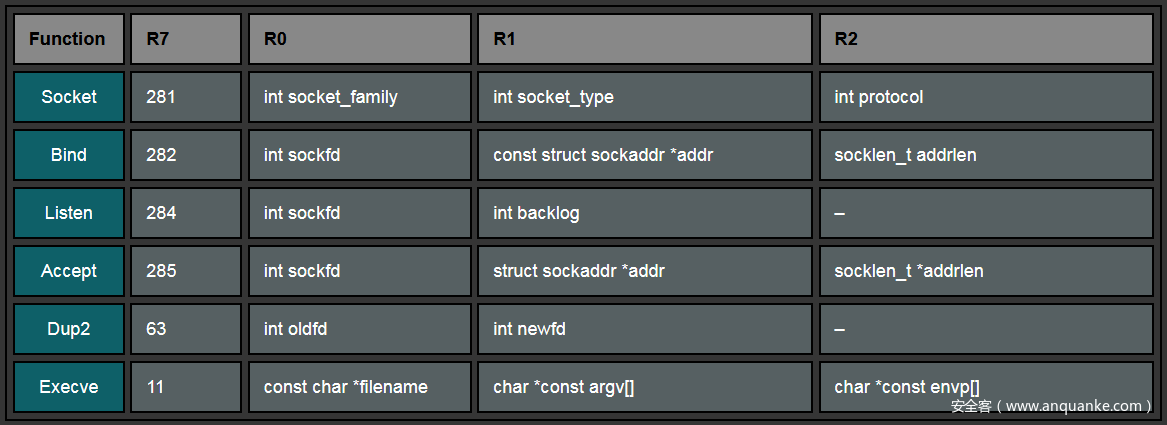 Function R7 R0 R1 R2
Socket 281 int socket_family int socket_type int protocol
Bind 282 int sockfd const struct sockaddr *addr socklen_t addrlen
Listen 284 int sockfd int backlog –
Accept 285 int sockfd struct sockaddr *addr socklen_t *addrlen
Dup2 63 int oldfd int newfd –
Execve 11 const char *filename char *const argv[] char *const envp[]
安全客（www.anquanke.com）